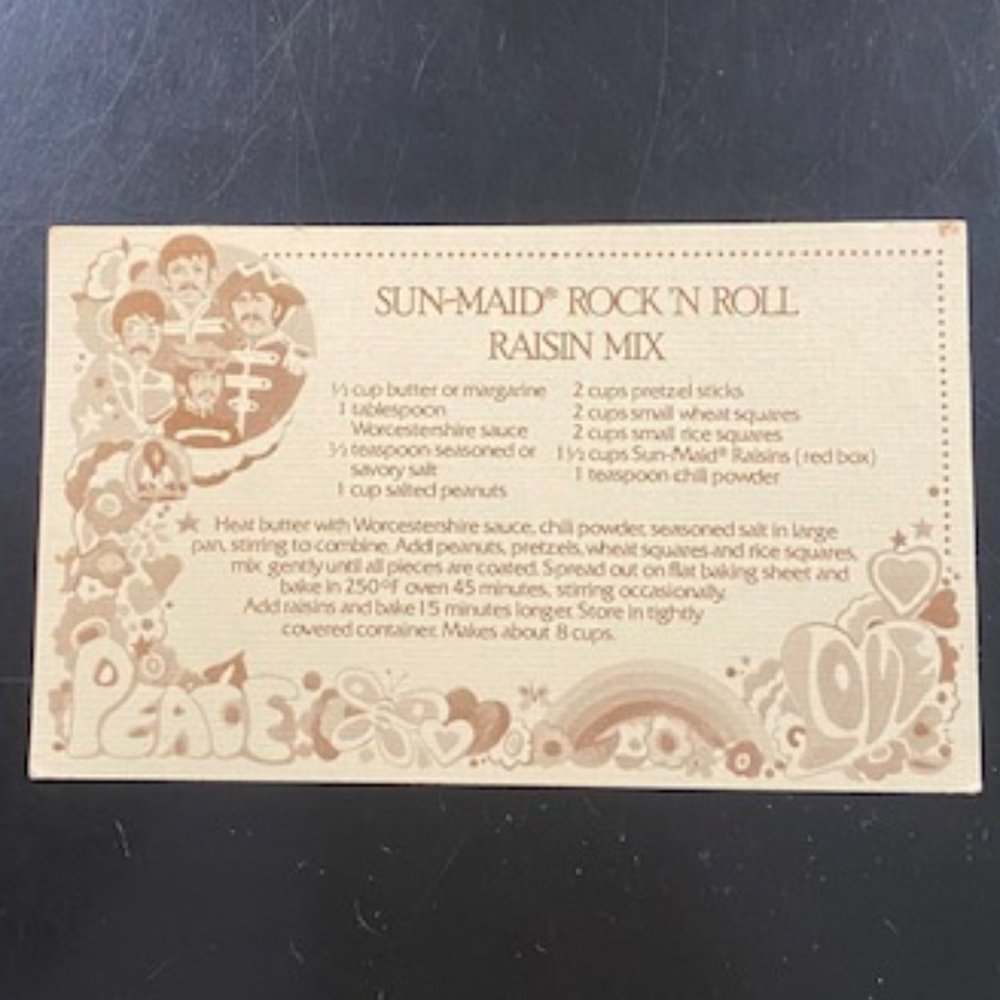 SUN-MAID® ROCK 'N ROLL
RAISIN MIX
½ cup butter or margarine
1 tablespoon
Worcestershire sauce
½ teaspoon seasoned or
savory salt
1 cup salted peanuts
2 cups pretzel sticks
2 cups small wheat squares
2 cups small rice squares
1½ cups Sun-Maid® Raisins (red box)
1 teaspoon chili powder
Heat butter with Worcestershire sauce, chili powder, seasoned salt in large
pan, stirring to combine. Add peanuts, pretzels, wheat squares and rice squares,
mix gently until all pieces are coated. Spread out on flat baking sheet and
bake in 250°F oven 45 minutes, stirring occasionally.
Add raisins and bake 15 minutes longer. Store in tightly
covered container. Makes about 8 cups.
PEACE
LOVE